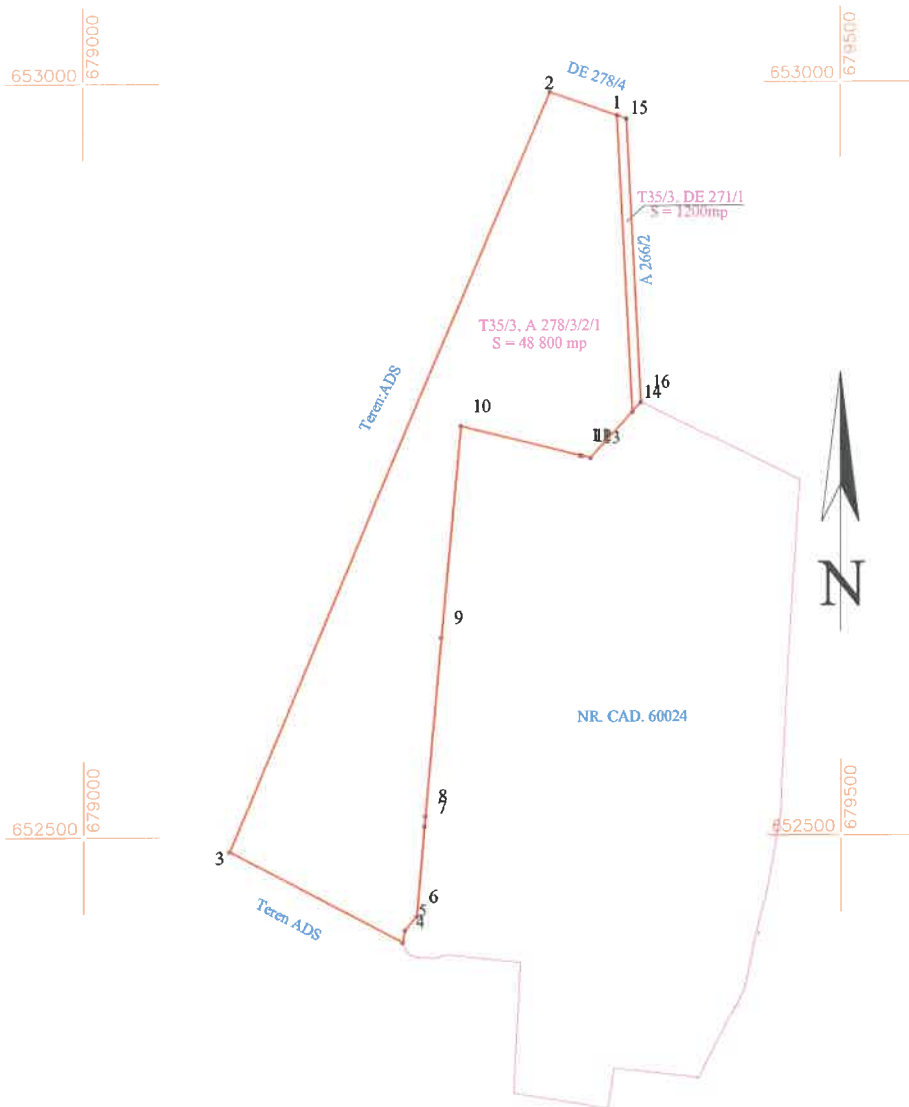 653000
679000
653000
679500
DE 278/4
2
1
15
T35/3, DE 271/1
S = 1200mp
A 266/2
T35/3, A 278/3/2/1
S = 48 800 mp
Teren:ADS
16
14
10
13
N
9
NR. CAD. 60024
8
7
652500
679000
652500
679500
3
6
5
4
Teren ADS